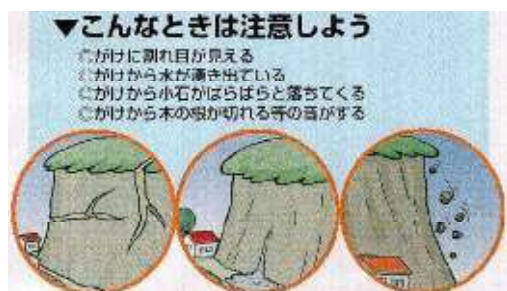 ▼こんなときは注意しよう
◎がけに割れ目が見える
◎がけから水が湧き出ている
◎がけから小石がぱらぱらと落ちてくる
◎がけから木の根が切れる等の音がする